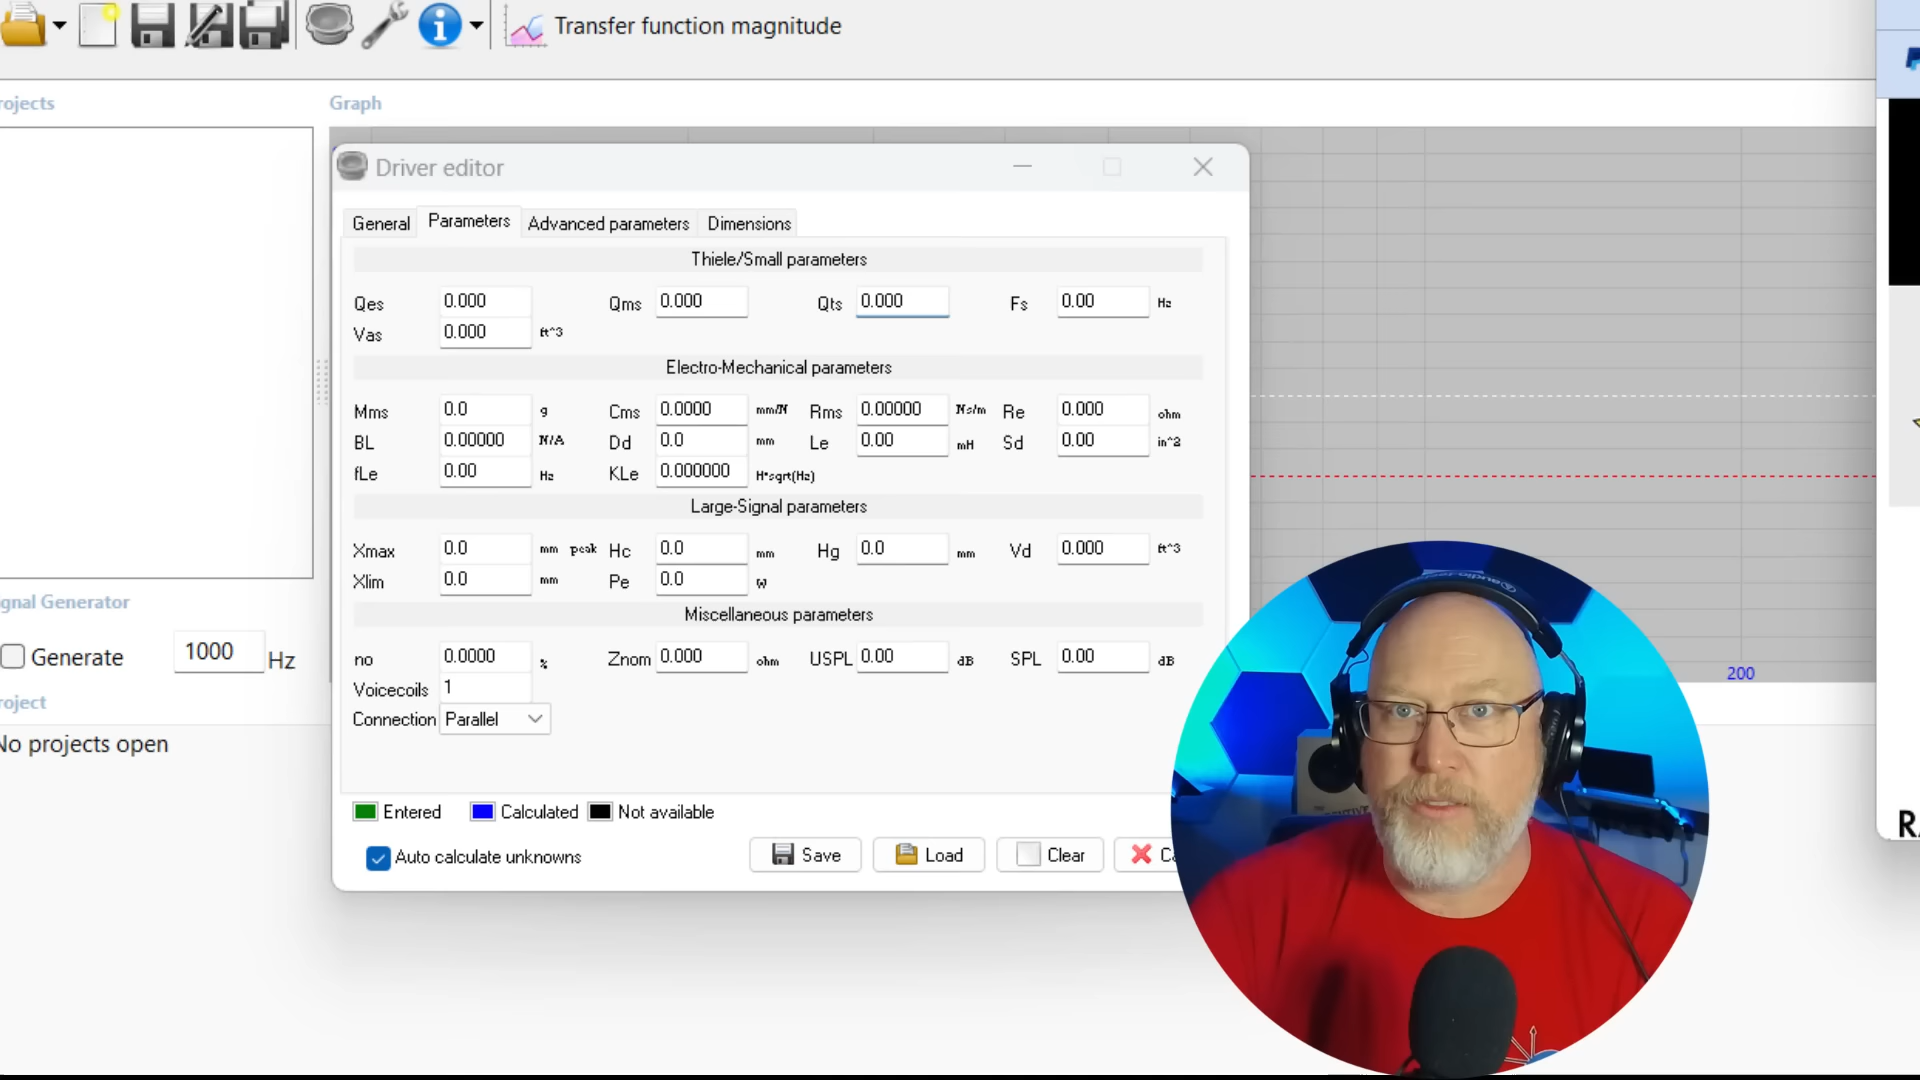 Transfer function magnitude
rojects
Graph
Driver editor
General Parameters Advanced parameters Dimensions
Thiele/Small parameters
Qes 0.000 Qms 0.000 Qts 0.000 Fs 0.00 Hz
Vas 0.000 ft^3
Electro-Mechanical parameters
Mms 0.0 g Cms 0.0000 mm/N Rms 0.00000 Ns/m Re 0.000 ohm
BL 0.00000 N/A Dd 0.0 mm Le 0.00 mH Sd 0.00 in^2
fLe 0.00 Hz KLe 0.000000 H*sqrt(Hz)
Large-Signal parameters
Xmax 0.0 mm peak Hc 0.0 mm Hg 0.0 mm Vd 0.000 ft^3
Xlim 0.0 mm Pe 0.0 W
Miscellaneous parameters
no 0.0000 % Znom 0.000 ohm USPL 0.00 dB SPL 0.00 dB
Voicecoils 1
Connection Parallel
Entered Calculated Not available
Auto calculate unknowns Save Load Clear Ca
gnal Generator
Generate 1000 Hz
roject
No projects open
200
R